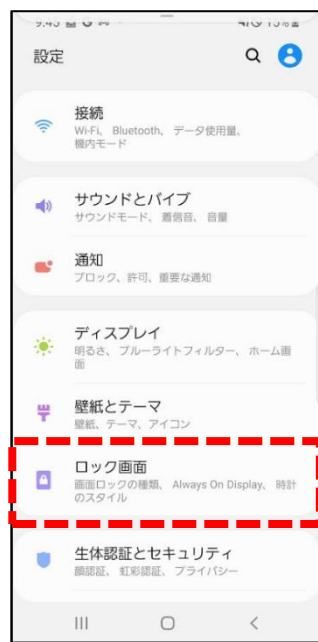 設定
接続
Wi-Fi、 Bluetooth、 データ使用量、
機内モード
サウンドとバイブ
サウンドモード、 着信音、 音量
通知
ブロック、許可、重要な通知
ディスプレイ
明るさ、 ブルーライトフィルター、 ホーム画
面
壁紙とテーマ
壁紙、テーマ、アイコン
ロック画面
画面ロックの種類、 Always On Display、 時計
のスタイル
生体認証とセキュリティ
顔認証、 虹彩認証、 プライバシー